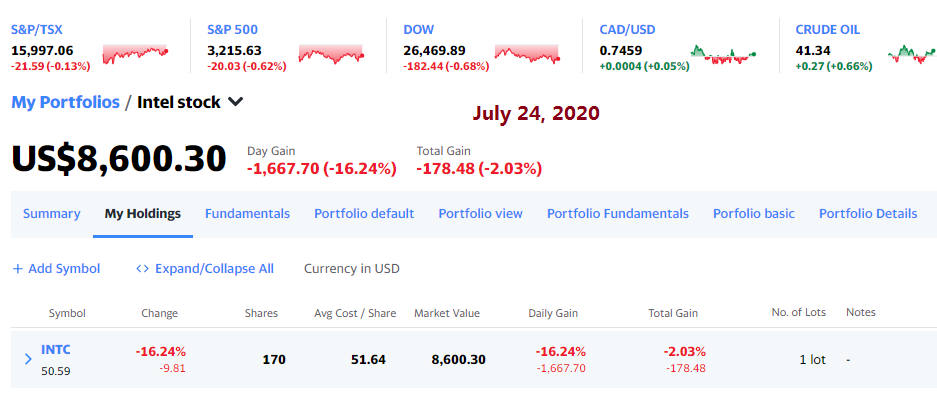 S&P/TSX S&P 500 DOW CAD/USD CRUDE OIL
15,997.06 3,215.63 26,469.89 0.7459 41.34
-21.59 (-0.13%) -20.03 (-0.62%) -182.44 (-0.68%) +0.0004 (+0.05%) +0.27 (+0.66%)
My Portfolios / Intel stock
July 24, 2020
US$8,600.30
Day Gain Total Gain
-1,667.70 (-16.24%) -178.48 (-2.03%)
Summary My Holdings Fundamentals Portfolio default Portfolio view Portfolio Fundamentals Porfolio basic Portfolio Details
+ Add Symbol <> Expand/Collapse All Currency in USD
Symbol Change Shares Avg Cost / Share Market Value Daily Gain Total Gain No. of Lots Notes
INTC -16.24% 170 51.64 8,600.30 -16.24% -2.03% 1 lot -
50.59 -9.81 -1,667.70 -178.48